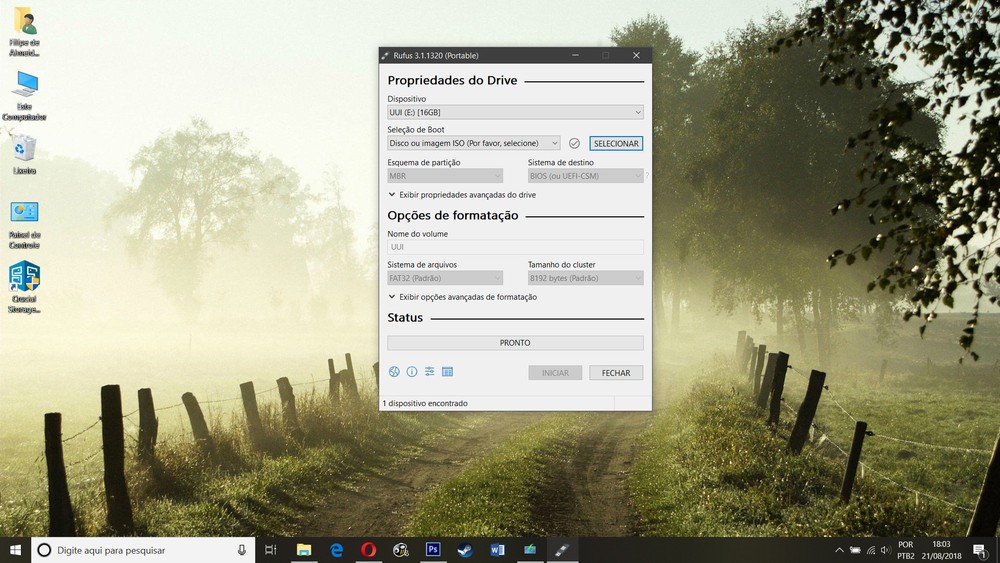 Filipe de
Almeid...
Este
Computador
Lixeira
Painel de
Controle
Crucial
Storage...
Rufus 3.1.1320 (Portable)
Propriedades do Drive
Dispositivo
UUI (E:) [16GB]
Seleção de Boot
Disco ou imagem ISO (Por favor, selecione)
SELECIONAR
Esquema de partição
Sistema de destino
MBR
BIOS (ou UEFI-CSM)
?
Exibir propriedades avançadas do drive
Opções de formatação
Nome do volume
UUI
Sistema de arquivos
Tamanho do cluster
FAT32 (Padrão)
8192 bytes (Padrão)
Exibir opções avançadas de formatação
Status
PRONTO
INICIAR
FECHAR
1 dispositivo encontrado
Digite aqui para pesquisar
Ps
W
POR
PTB2
18:03
21/08/2018
1